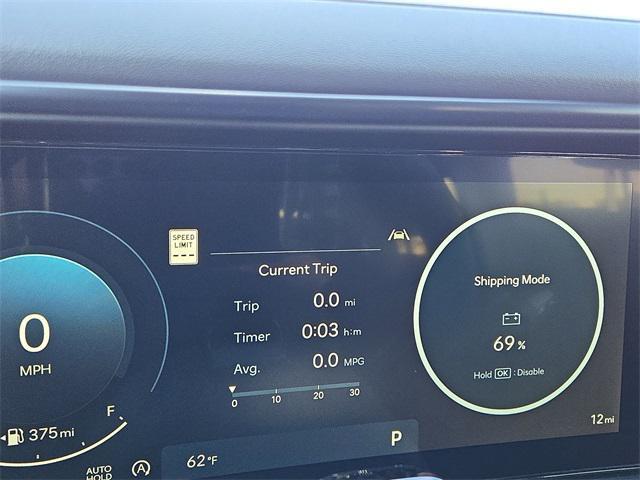 SPEED
LIMIT
---
Current Trip
Trip 0.0 mi
Timer 0:03 h:m
Avg. 0.0 MPG
0 10 20 30
0
MPH
F
375 mi
AUTO
HOLD
A
62°F
P
Shipping Mode
69 %
Hold OK : Disable
12 mi